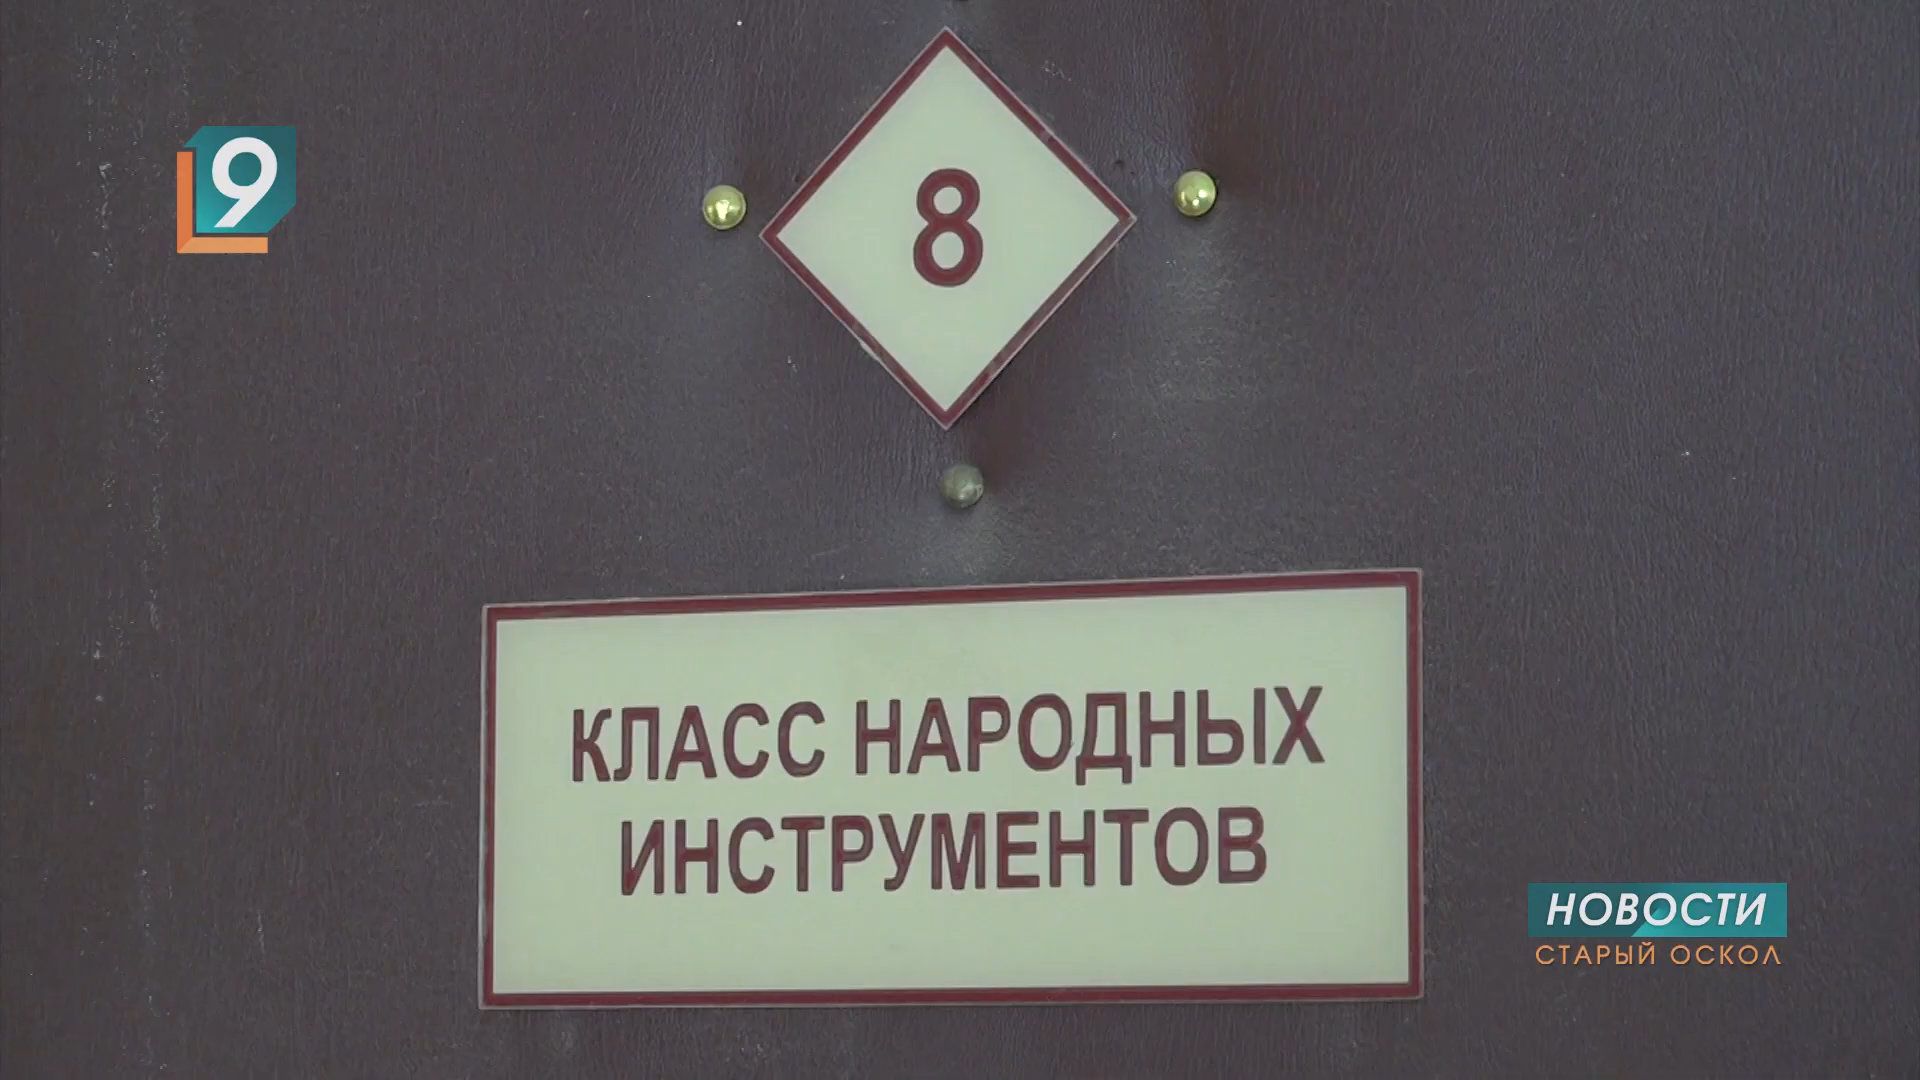 9
8
КЛАСС НАРОДНЫХ
ИНСТРУМЕНТОВ
НОВОСТИ
СТАРЫЙ ОСКОЛ